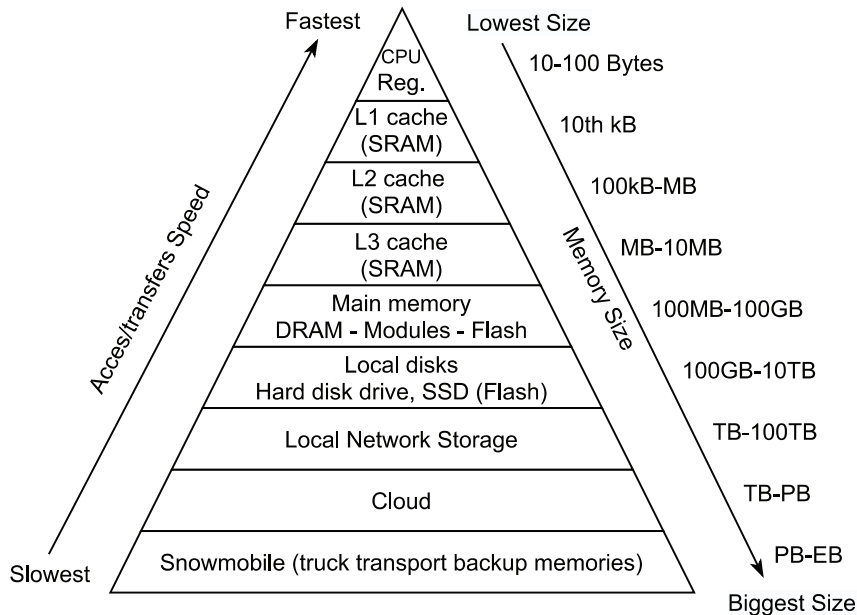 Fastest
Lowest Size
CPU
Reg.
10-100 Bytes
L1 cache
(SRAM)
10th kB
L2 cache
(SRAM)
100kB-MB
L3 cache
(SRAM)
MB-10MB
Acces/transfers Speed
Memory Size
Main memory
DRAM - Modules - Flash
100MB-100GB
Local disks
Hard disk drive, SSD (Flash)
100GB-10TB
Local Network Storage
TB-100TB
Cloud
TB-PB
Slowest
Snowmobile (truck transport backup memories)
PB-EB
Biggest Size